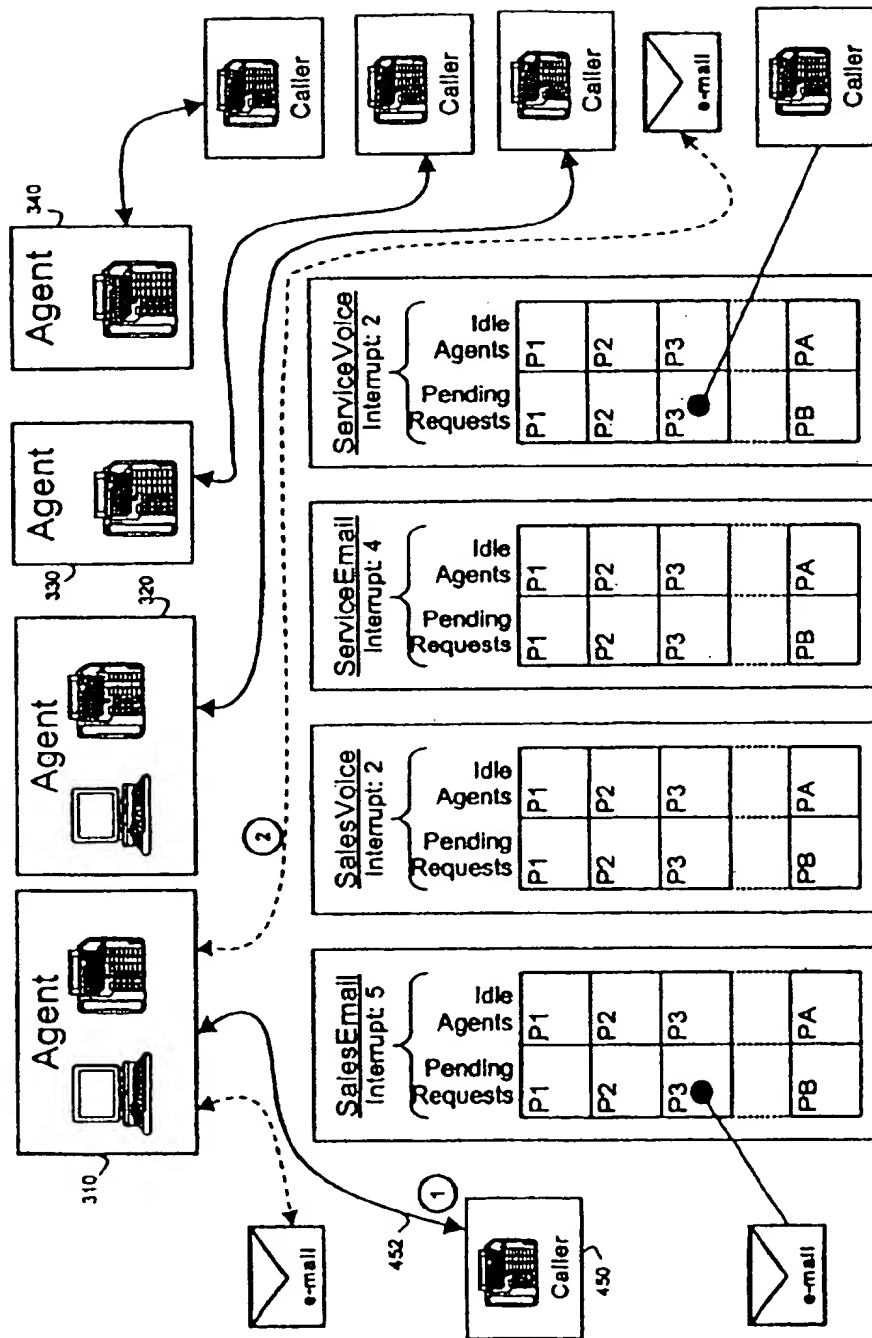 Agent
310
Agent
320
Agent
330
Agent
340
e-mail
Caller
452
1
Caller
450
2
Caller
Caller
e-mail
SalesEmail
Interrupt: 5
Pending Requests
Idle Agents
P1 P1
P2 P2
P3 P3
PB PA
SalesVoice
Interrupt: 2
Pending Requests
Idle Agents
P1 P1
P2 P2
P3 P3
PB PA
ServiceEmail
Interrupt: 4
Pending Requests
Idle Agents
P1 P1
P2 P2
P3 P3
PB PA
ServiceVoice
Interrupt: 2
Pending Requests
Idle Agents
P1 P1
P2 P2
P3 P3
PB PA
e-mail
Caller